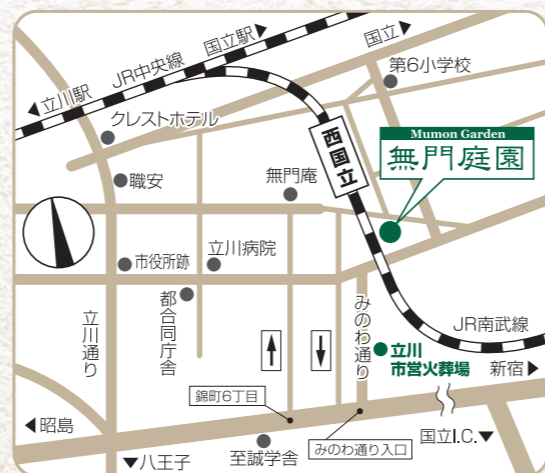 国立駅▶
JR中央線
◀立川駅
国立▶
第6小学校
クレストホテル
西国立
Mumon Garden
無門庭園
職安
無門庵
市役所跡
立川病院
都合同庁舎
立川通り
みのわ通り
JR南武線
立川
市営火葬場
新宿▶
錦町6丁目
◀昭島
国立I.C.▼
みのわ通り入口
至誠学舎
▼八王子